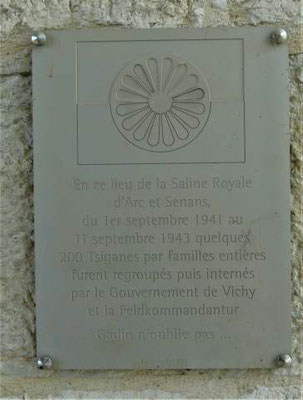 En ce lieu de la Saline Royale
d'Arc et Senans,
du 1er septembre 1941 au
11 septembre 1943 quelques
200 Tsiganes par familles entières
furent regroupés puis internés
par le Gouvernement de Vichy
et la Feldkommandantur
Gadjo n'oublie pas ...